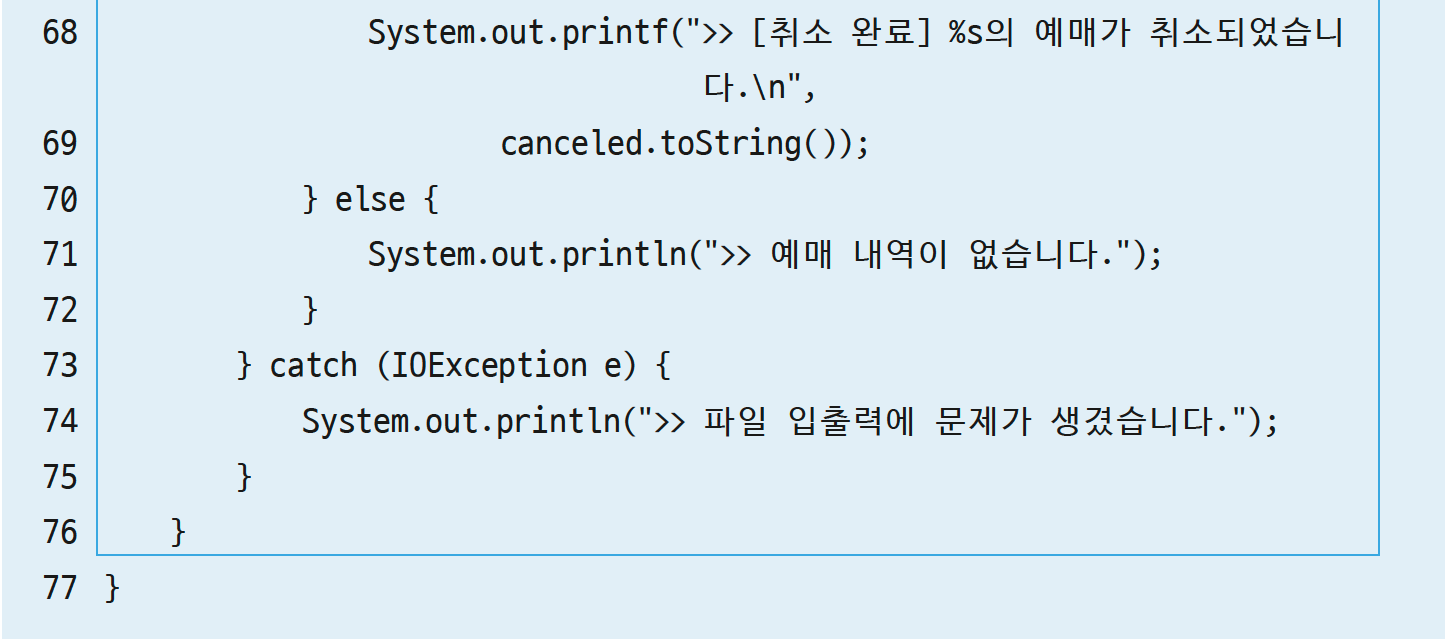 68 System.out.printf(">> [취소 완료] %s의 예매가 취소되었습니
다.\n",
69 canceled.toString());
70 } else {
71 System.out.println(">> 예매 내역이 없습니다.");
72 }
73 } catch (IOException e) {
74 System.out.println(">> 파일 입출력에 문제가 생겼습니다.");
75 }
76 }
77 }